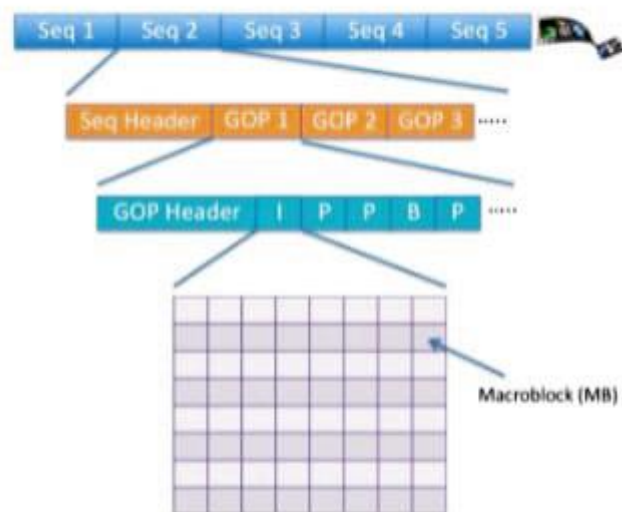 Seq 1 Seq 2 Seq 3 Seq 4 Seq 5
Seq Header GOP 1 GOP 2 GOP 3 .....
GOP Header I P P B P .....
Macroblock (MB)